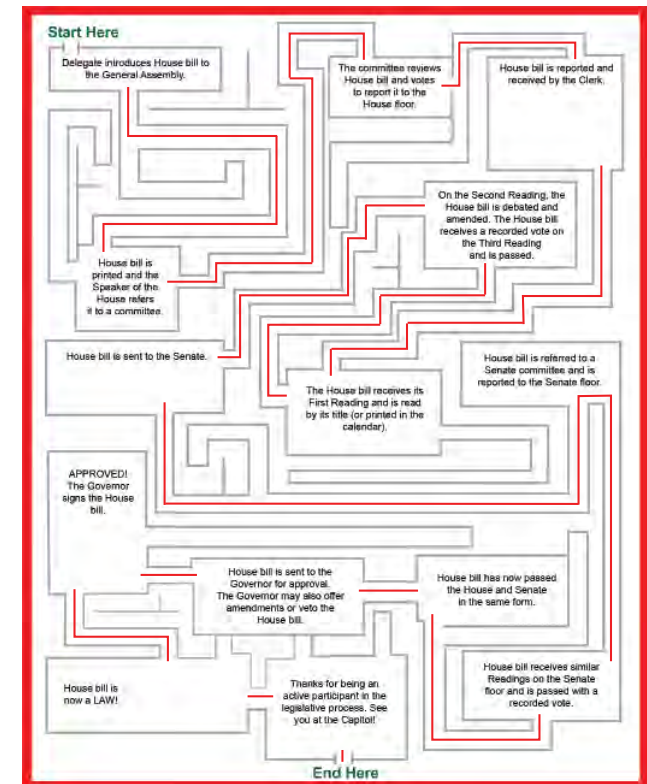 Start Here
Delegate introduces House bill to
the General Assembly.
The committee reviews
House bill and votes
to report it to the
House floor.
House bill is reported and
received by the Clerk.
On the Second Reading, the
House bill is debated and
amended. The House bill
receives a recorded vote on
the Third Reading
and is passed.
House bill is
printed and the
Speaker of the
House refers
it to a committee.
House bill is sent to the Senate.
House bill is referred to a
Senate committee and is
reported to the Senate floor.
The House bill receives its
First Reading and is read
by its title (or printed in the
calendar).
APPROVED!
The Governor
signs the House
bill.
House bill is sent to the
Governor for approval.
The Governor may also offer
amendments or veto the
House bill.
House bill has now passed
the House and Senate
in the same form.
House bill receives similar
Readings on the Senate
floor and is passed with a
recorded vote.
House bill is
now a LAW!
Thanks for being an
active participant in the
legislative process. See
you at the Capitol!
End Here